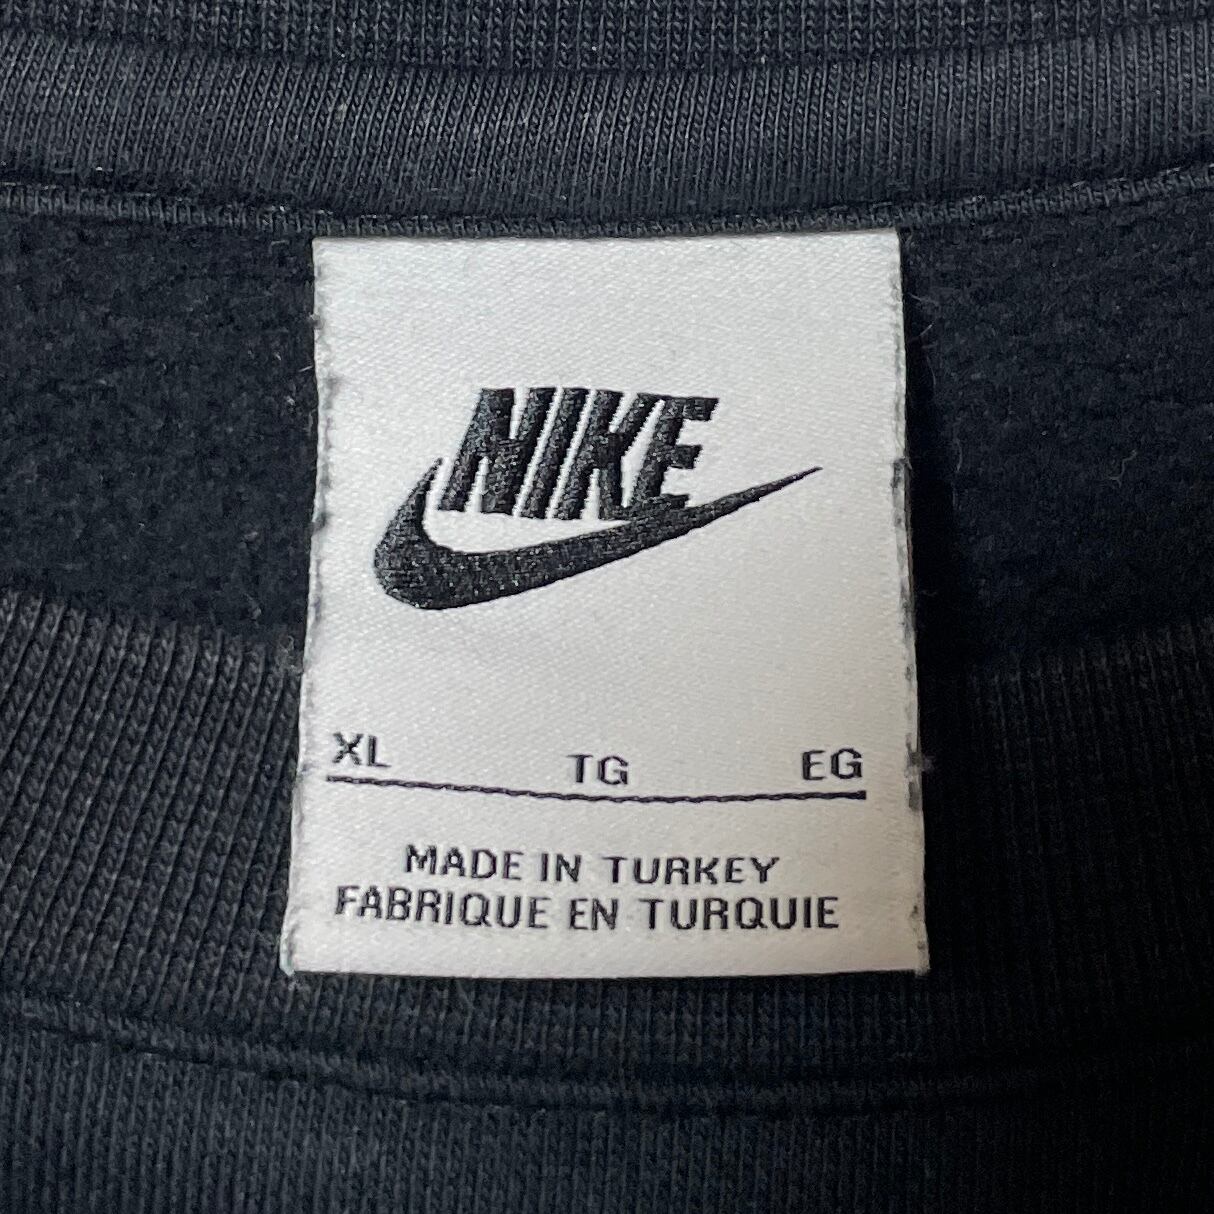 NIKE
XL TG EG
MADE IN TURKEY
FABRIQUE EN TURQUIE